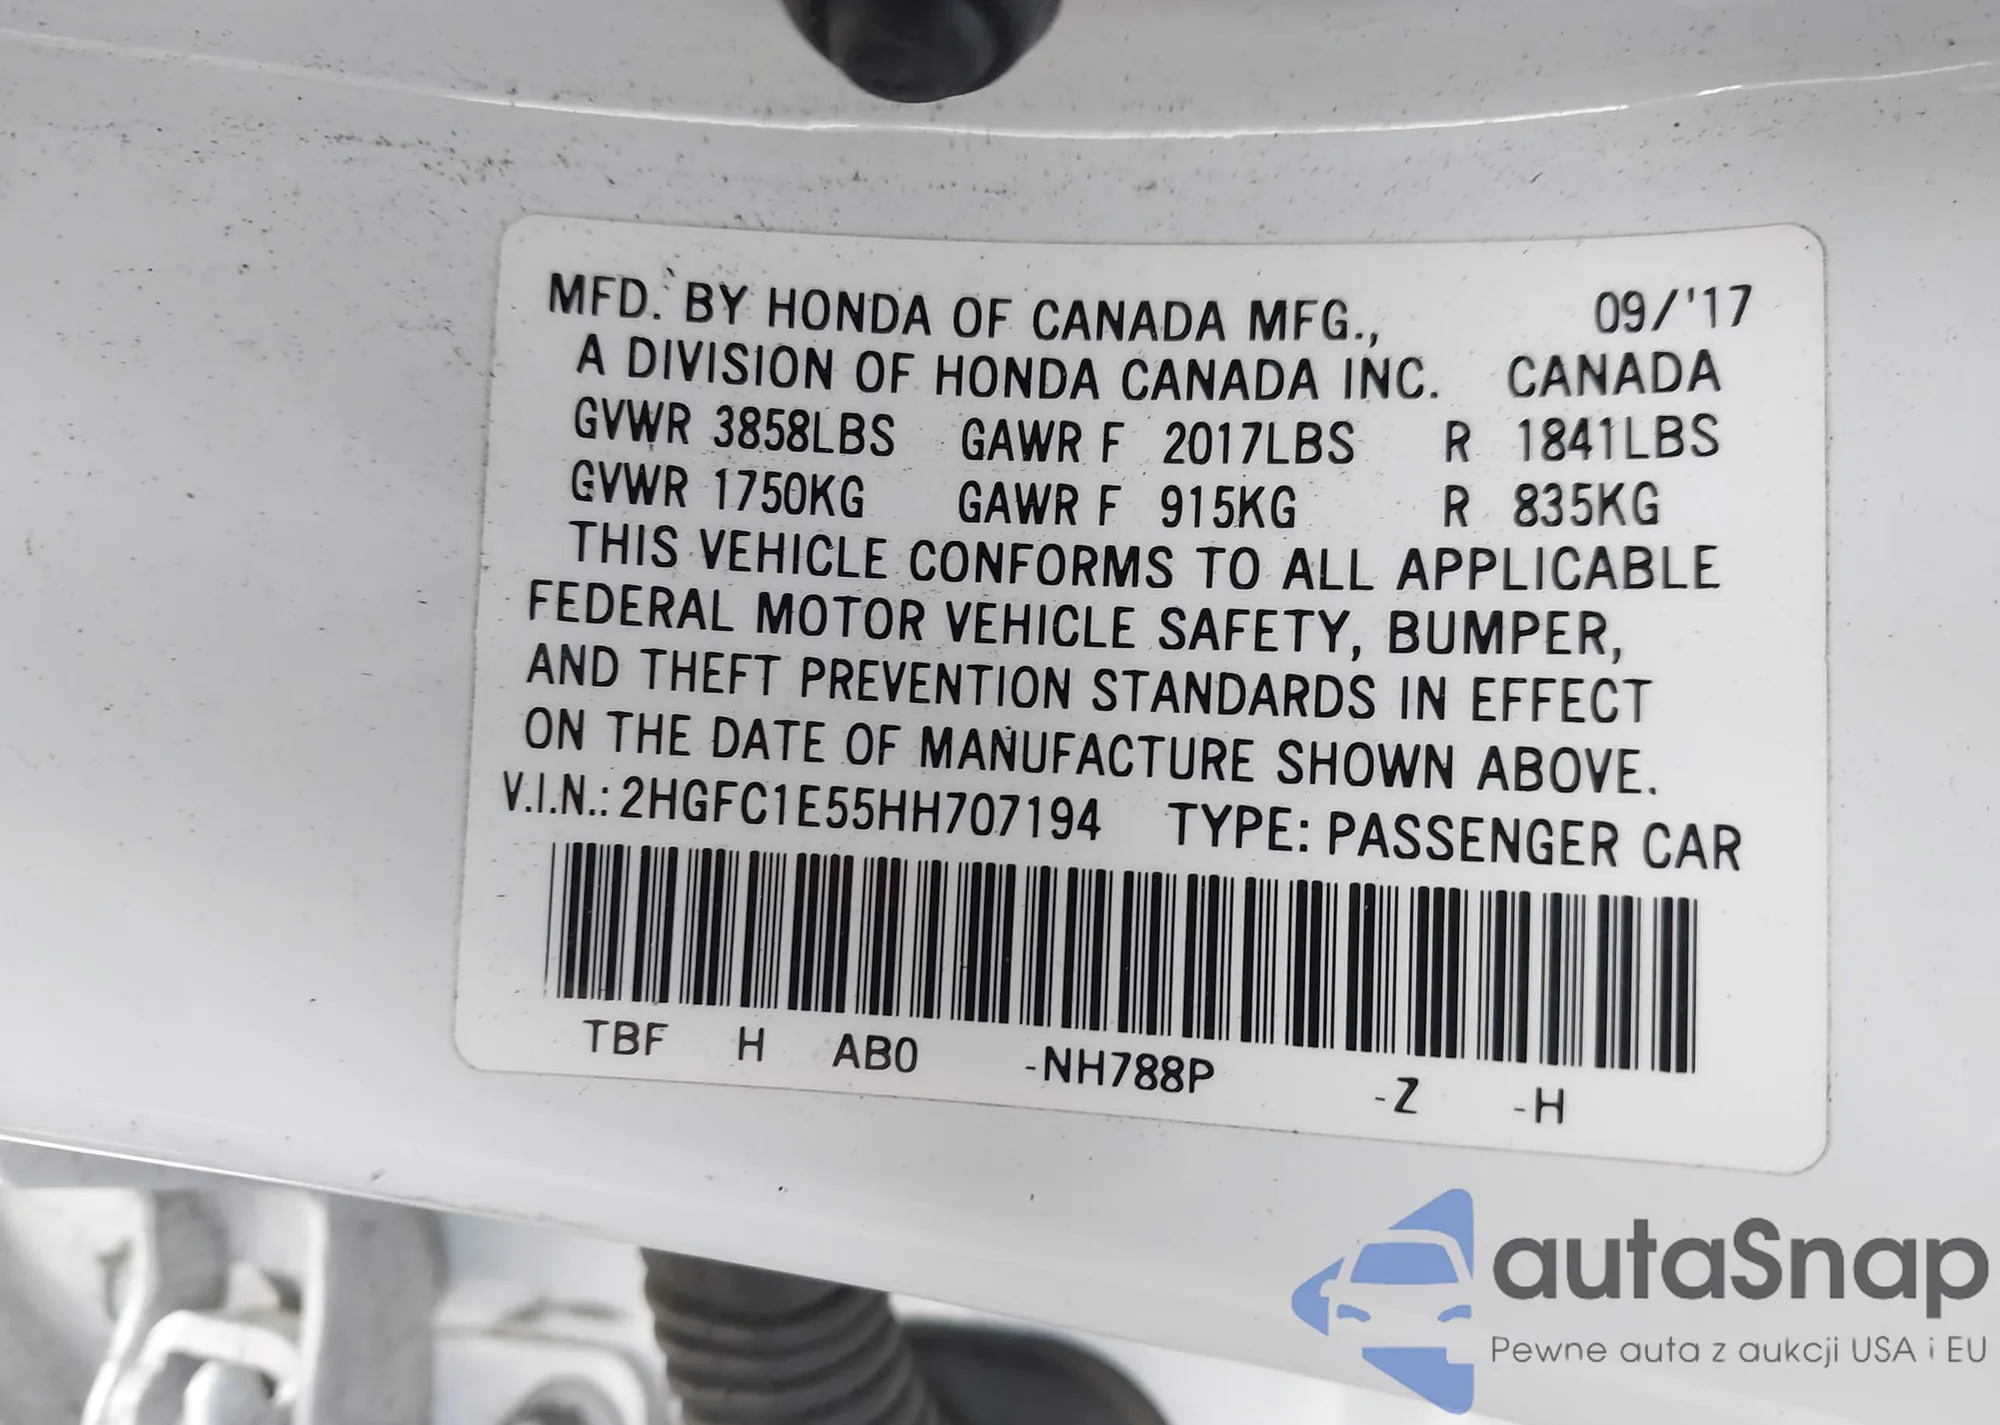 MFD. BY HONDA OF CANADA MFG., 09/'17
A DIVISION OF HONDA CANADA INC. CANADA
GVWR 3858LBS GAWR F 2017LBS R 1841LBS
GVWR 1750KG GAWR F 915KG R 835KG
THIS VEHICLE CONFORMS TO ALL APPLICABLE
FEDERAL MOTOR VEHICLE SAFETY, BUMPER,
AND THEFT PREVENTION STANDARDS IN EFFECT
ON THE DATE OF MANUFACTURE SHOWN ABOVE.
V.I.N.: 2HGFC1E55HH707194 TYPE: PASSENGER CAR
TBF H AB0 -NH788P -Z -H
autaSnap
Pewne auta z aukcji USA i EU